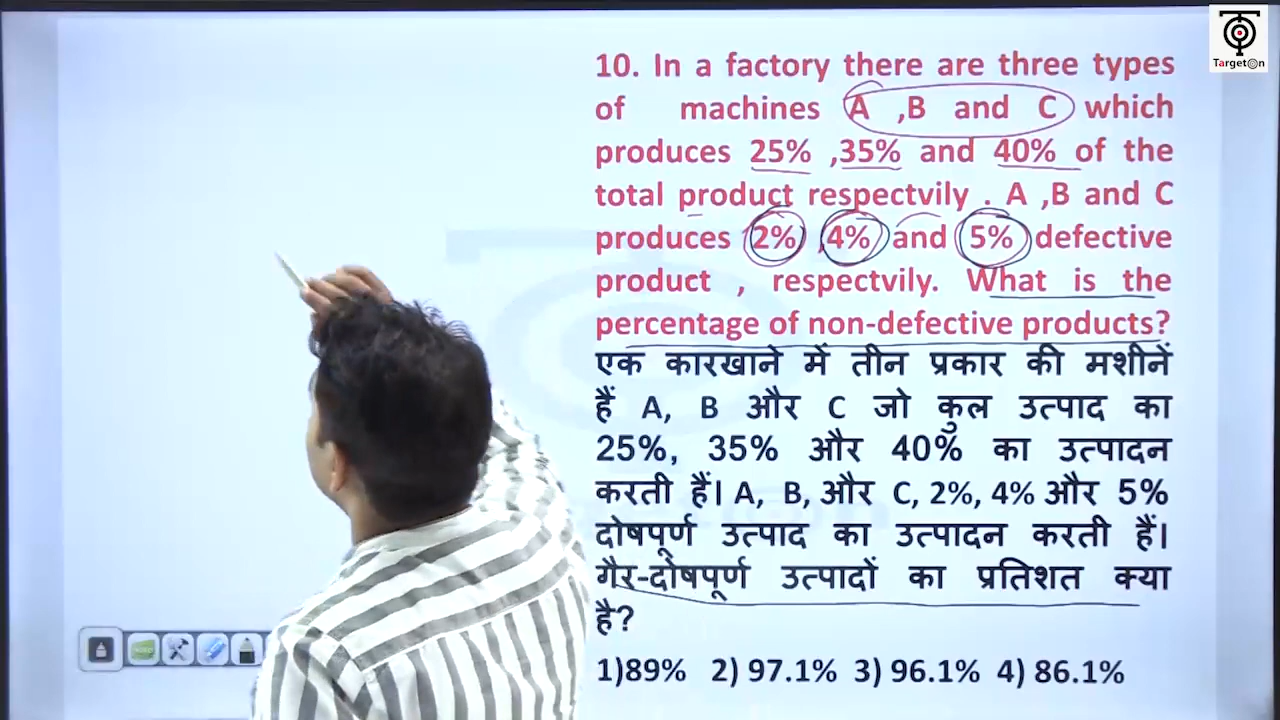 TargetOn
10. In a factory there are three types
of machines A ,B and C which
produces 25% ,35% and 40% of the
total product respectvily . A ,B and C
produces 2% ,4% and 5% defective
product , respectvily. What is the
percentage of non-defective products?
एक कारखाने में तीन प्रकार की मशीनें
हैं A, B और C जो कुल उत्पाद का
25%, 35% और 40% का उत्पादन
करती हैं। A, B, और C, 2%, 4% और 5%
दोषपूर्ण उत्पाद का उत्पादन करती हैं।
गैर-दोषपूर्ण उत्पादों का प्रतिशत क्या
है?
1)89% 2) 97.1% 3) 96.1% 4) 86.1%